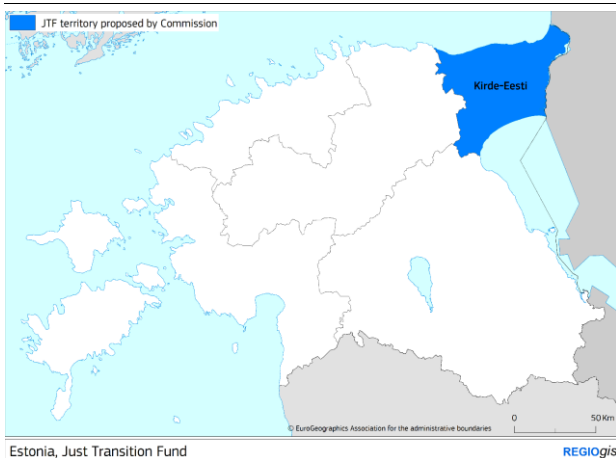 JTF territory proposed by Commission
Kirde-Eesti
© EuroGeographics Association for the administrative boundaries
0 50 Km
Estonia, Just Transition Fund
REGIOgis